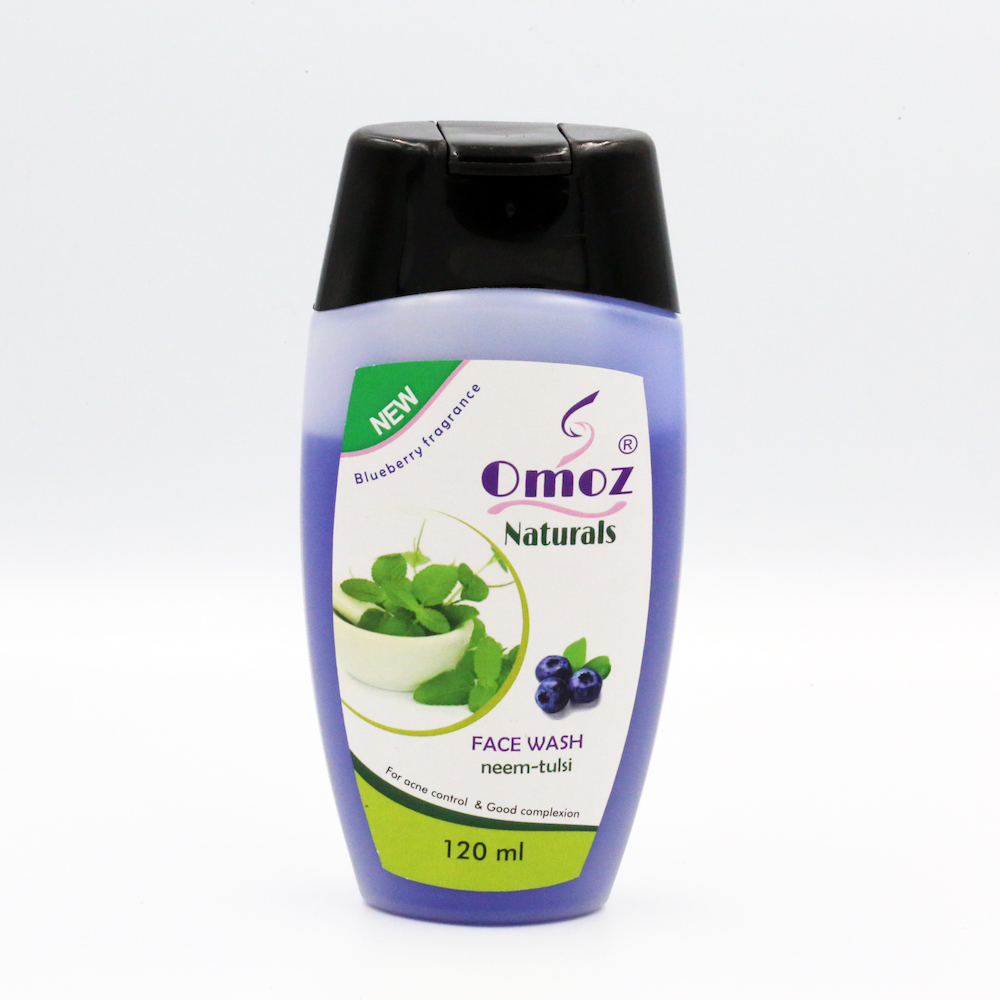 NEW
Blueberry fragrance
Omoz ®
Naturals
FACE WASH
neem-tulsi
For acne control & Good complexion
120 ml